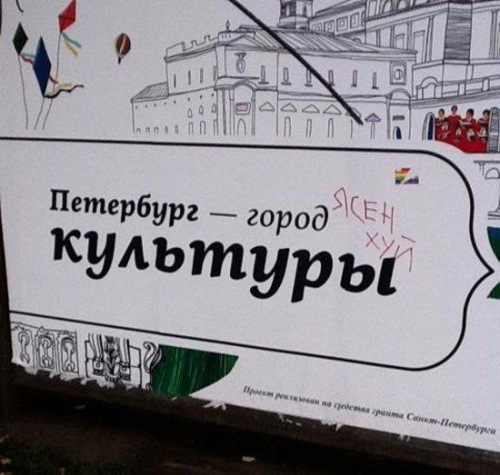 Петербург — город
ЯСЕН
ХУЙ
культуры
Проект реализован на средства гранта Санкт-Петербурга